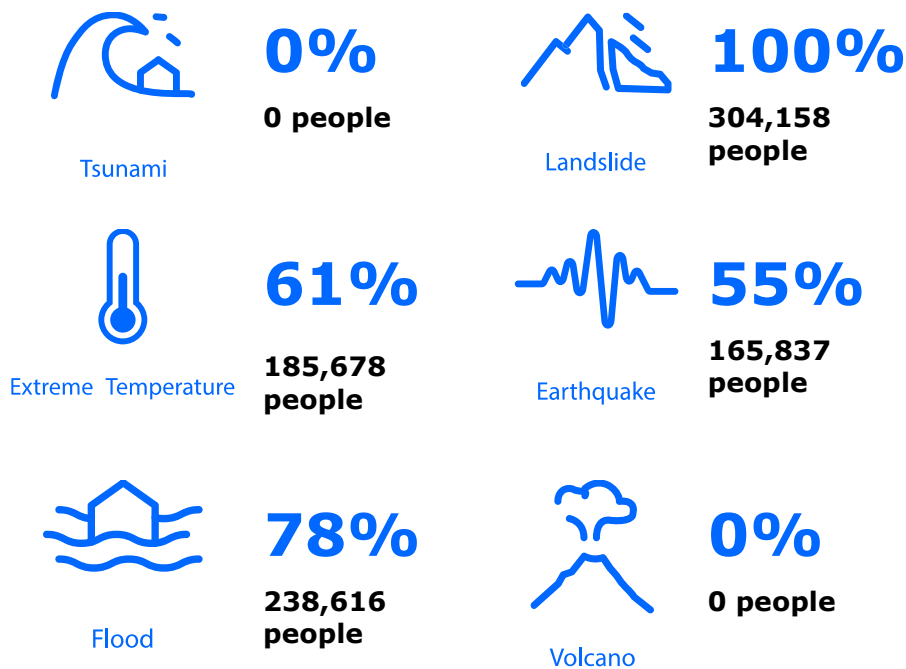 0%
0 people
Tsunami
100%
304,158
people
Landslide
61%
185,678
people
Extreme Temperature
55%
165,837
people
Earthquake
78%
238,616
people
Flood
0%
0 people
Volcano